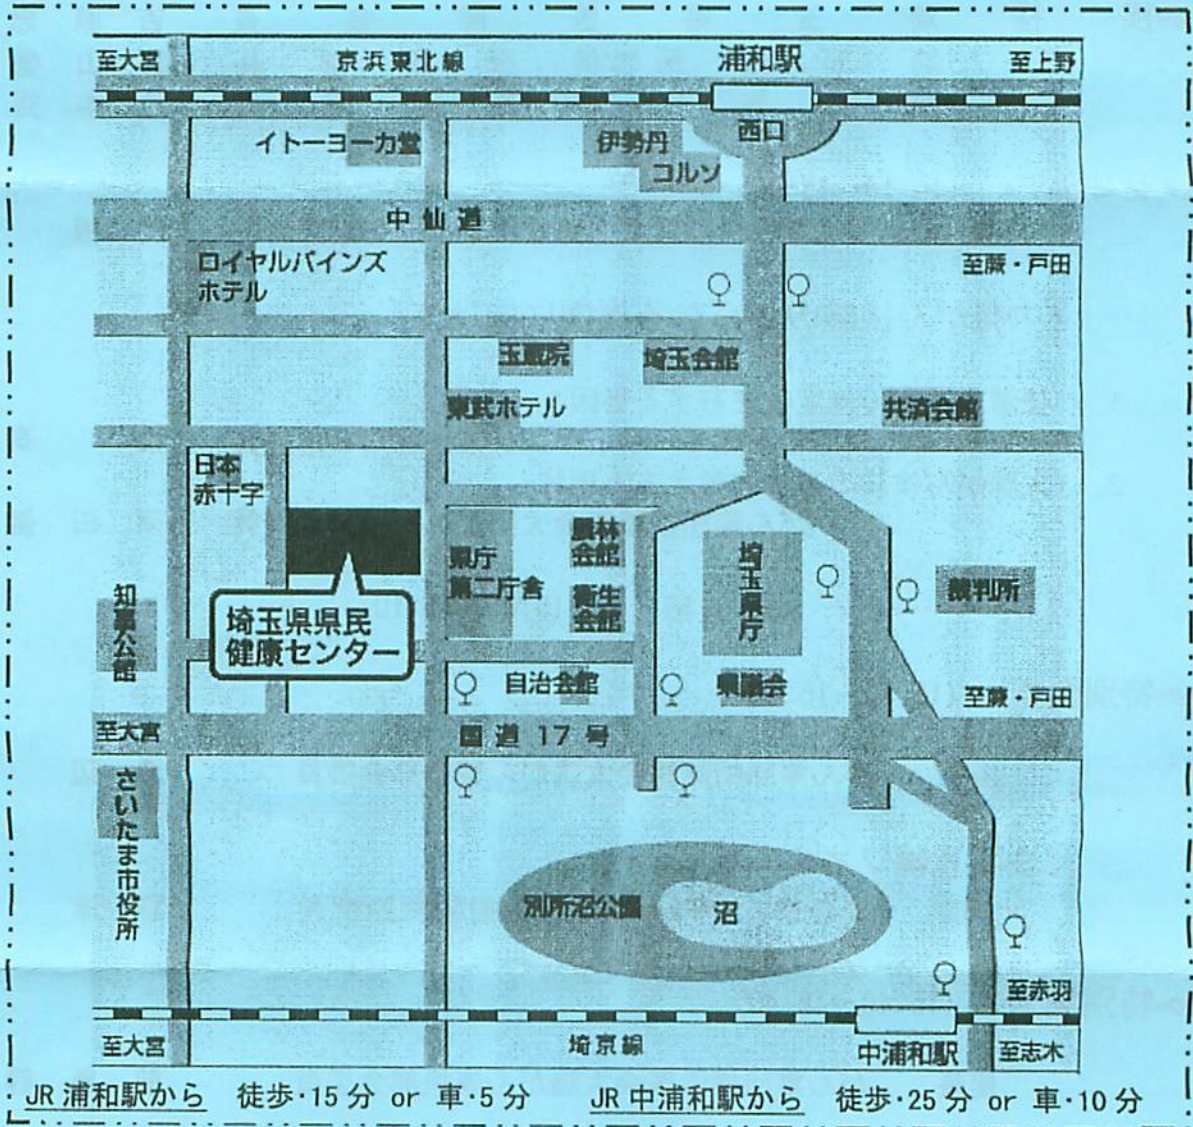 至大宮
京浜東北線
浦和駅
至上野
西口
イトーヨーカ堂
伊勢丹
コルソ
中仙道
ロイヤルパインズ
ホテル
至蕨・戸田
玉蔵院
埼玉会館
東武ホテル
共済会館
日本
赤十字
県庁
第二庁舎
農林
会館
衛生
会館
埼玉県庁
裁判所
知事公館
埼玉県県民
健康センター
自治会館
県議会
至蕨・戸田
至大宮
国道17号
さいたま市役所
別所沼公園
沼
至赤羽
至大宮
埼京線
中浦和駅
至志木
JR 浦和駅から 徒歩・15分 or 車・5分 JR 中浦和駅から 徒歩・25分 or 車・10分